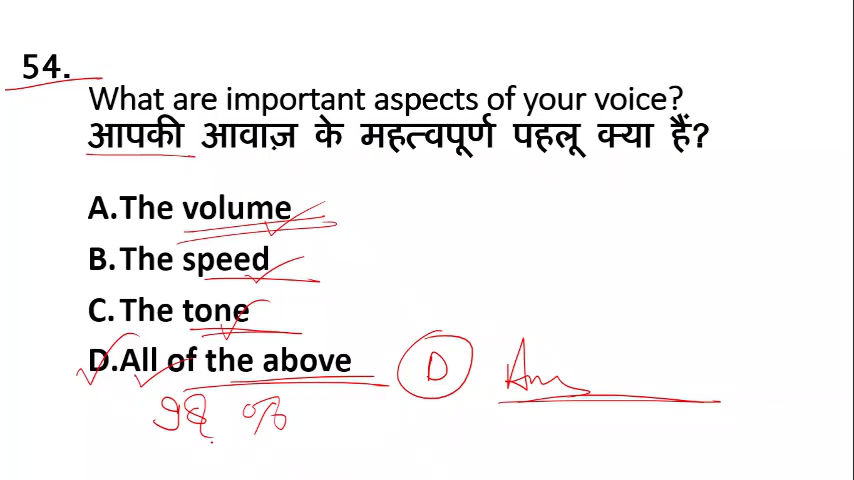 54.
What are important aspects of your voice?
आपकी आवाज़ के महत्वपूर्ण पहलू क्या हैं?
A.The volume
B.The speed
C.The tone
D.All of the above
D Ans
%